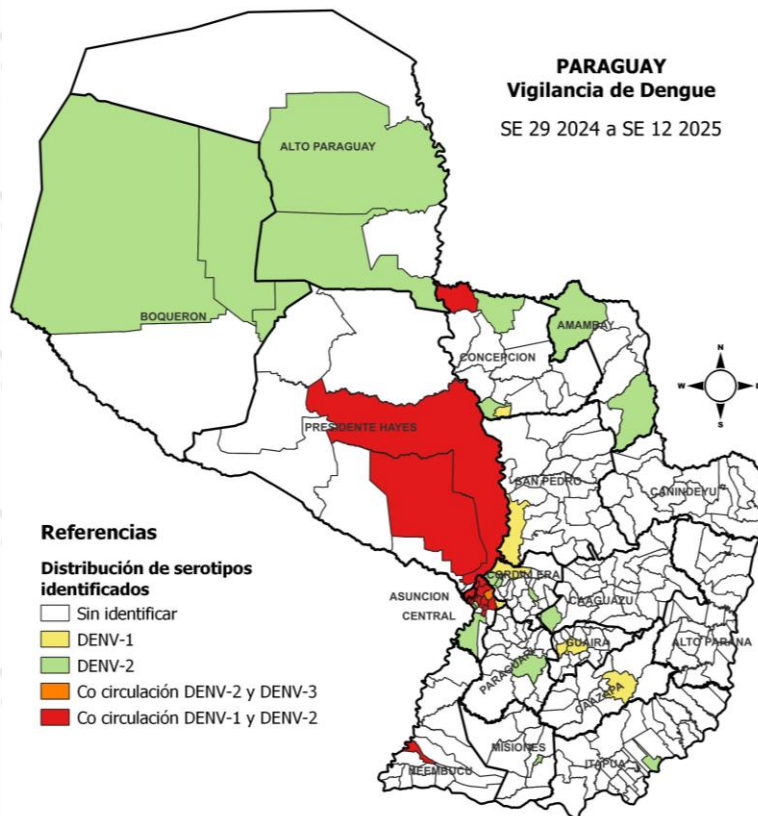 PARAGUAY
Vigilancia de Dengue
SE 29 2024 a SE 12 2025
ALTO PARAGUAY
BOQUERON
AMAMBAY
CONCEPCION
N
W
E
S
PRESIDENTE HAYES
SAN PEDRO
CANINDEYU
CORDILLERA
ASUNCION
CAAGUAZU
CENTRAL
GUAIRA
ALTO PARANA
PARAGUARI
CAAZAPA
MISIONES
ITAPUA
ÑEEMBUCU
Referencias
Distribución de serotipos
identificados
Sin identificar
DENV-1
DENV-2
Co circulación DENV-2 y DENV-3
Co circulación DENV-1 y DENV-2